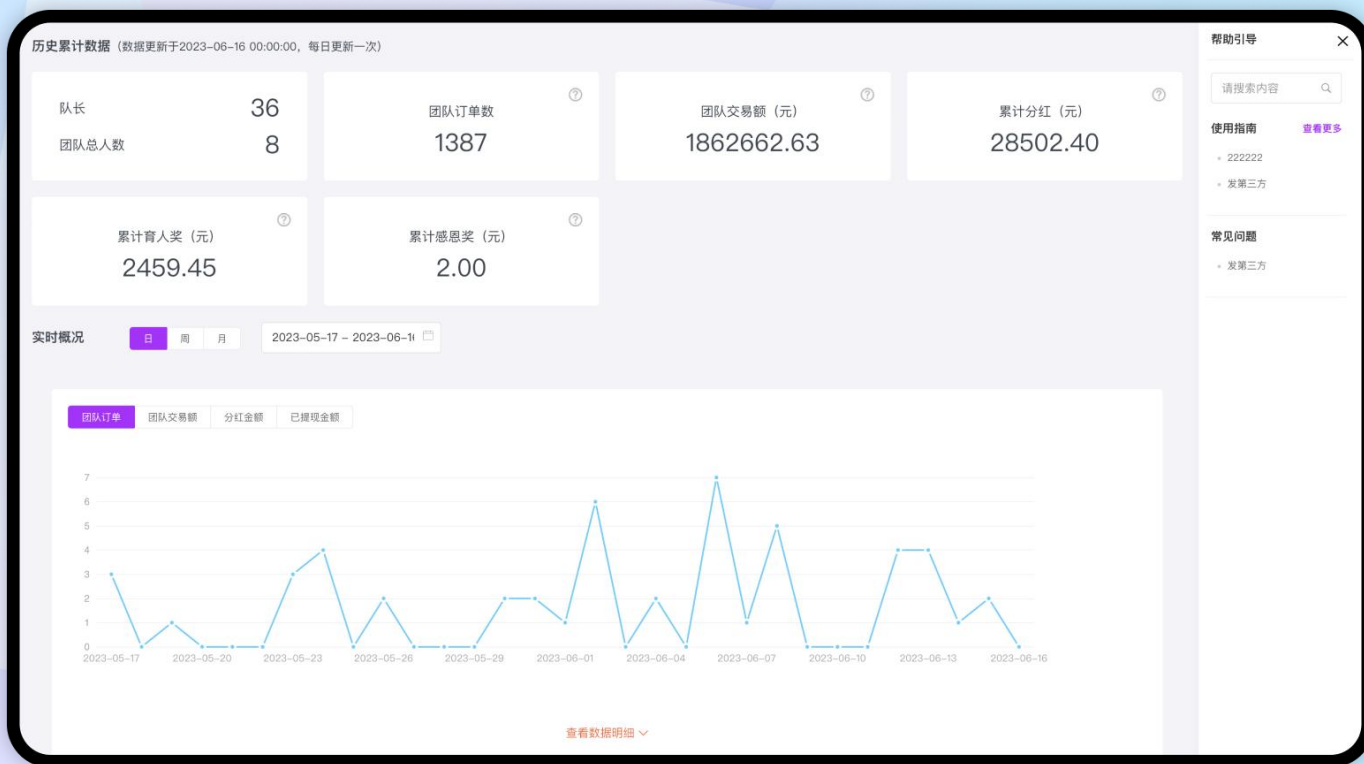 历史累计数据（数据更新于2023-06-16 00:00:00，每日更新一次）
队长 36
团队总人数 8
团队订单数
1387
团队交易额（元）
1862662.63
累计分红（元）
28502.40
累计育人奖（元）
2459.45
累计感恩奖（元）
2.00
实时概况 日 周 月 2023-05-17 - 2023-06-1
团队订单 团队交易额 分红金额 已提现金额
7
6
5
4
3
2
1
0
2023-05-17 2023-05-20 2023-05-23 2023-05-26 2023-05-29 2023-06-01 2023-06-04 2023-06-07 2023-06-10 2023-06-13 2023-06-16
查看数据明细
帮助引导
请搜索内容
使用指南 查看更多
222222
发第三方
常见问题
发第三方